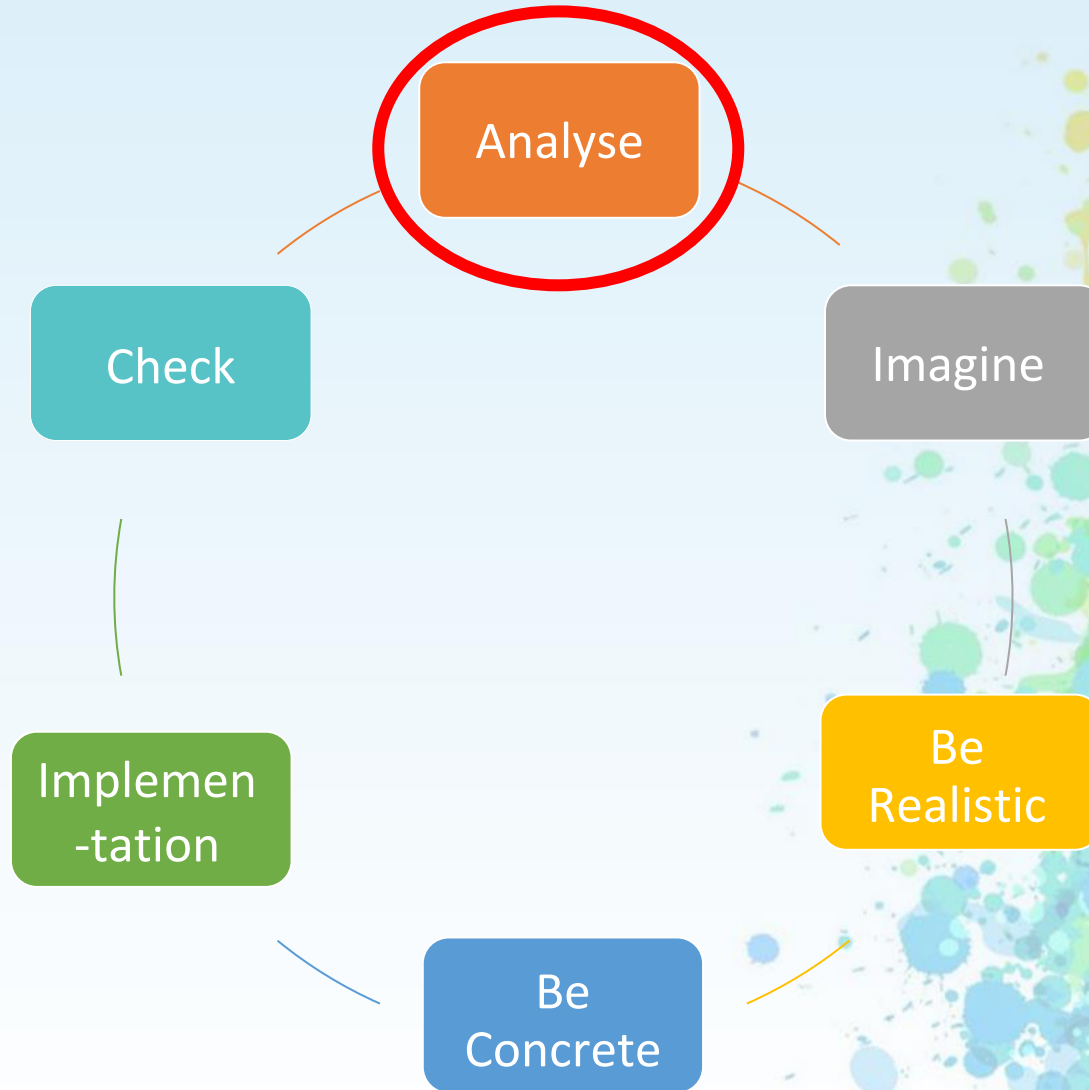 Analyse
Check
Imagine
Implemen
-tation
Be
Realistic
Be
Concrete